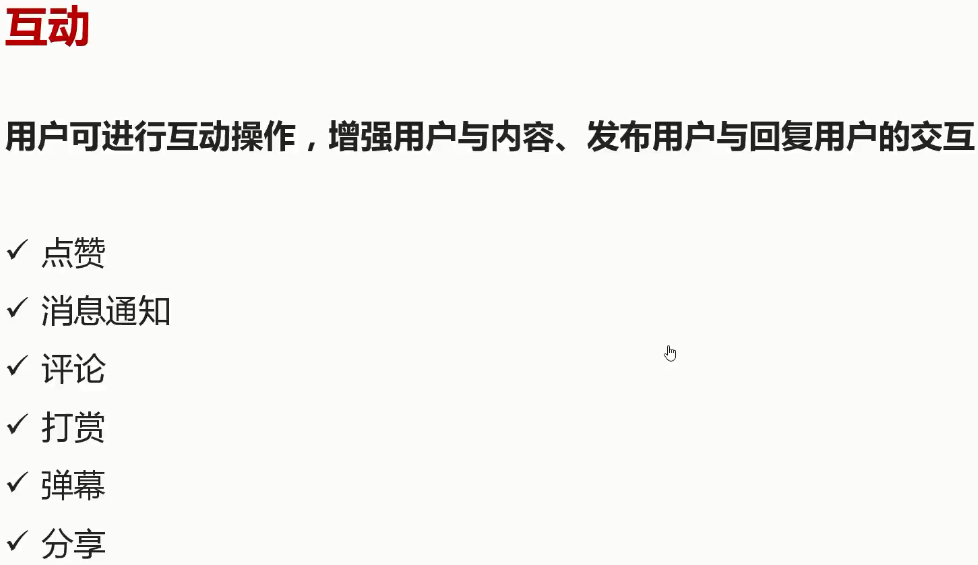 互动
用户可进行互动操作，增强用户与内容、发布用户与回复用户的交互
✓ 点赞
✓ 消息通知
✓ 评论
✓ 打赏
✓ 弹幕
✓ 分享